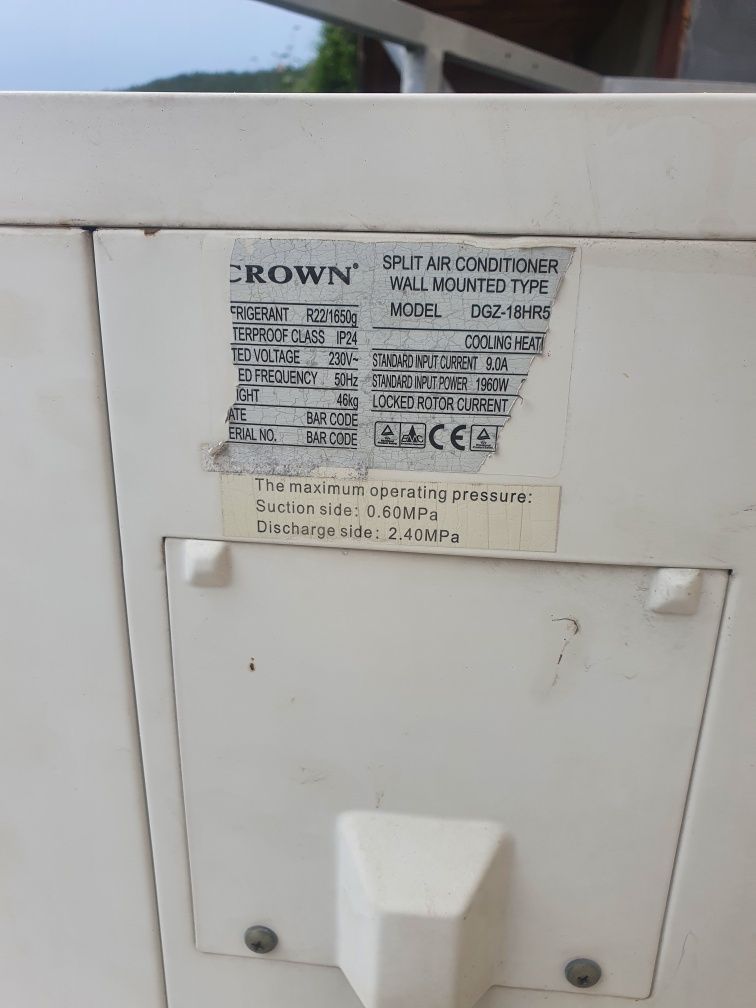 CROWN®
FRIGERANT R22/1650g
TERPROOF CLASS IP24
TED VOLTAGE 230V~
ED FREQUENCY 50Hz
IGHT 46kg
ATE BAR CODE
ERIAL NO. BAR CODE
SPLIT AIR CONDITIONER
WALL MOUNTED TYPE
MODEL DGZ-18HR5
COOLING HEATI
STANDARD INPUT CURRENT 9.0A
STANDARD INPUT POWER 1960W
LOCKED ROTOR CURRENT
EMC CE
The maximum operating pressure:
Suction side: 0.60MPa
Discharge side: 2.40MPa